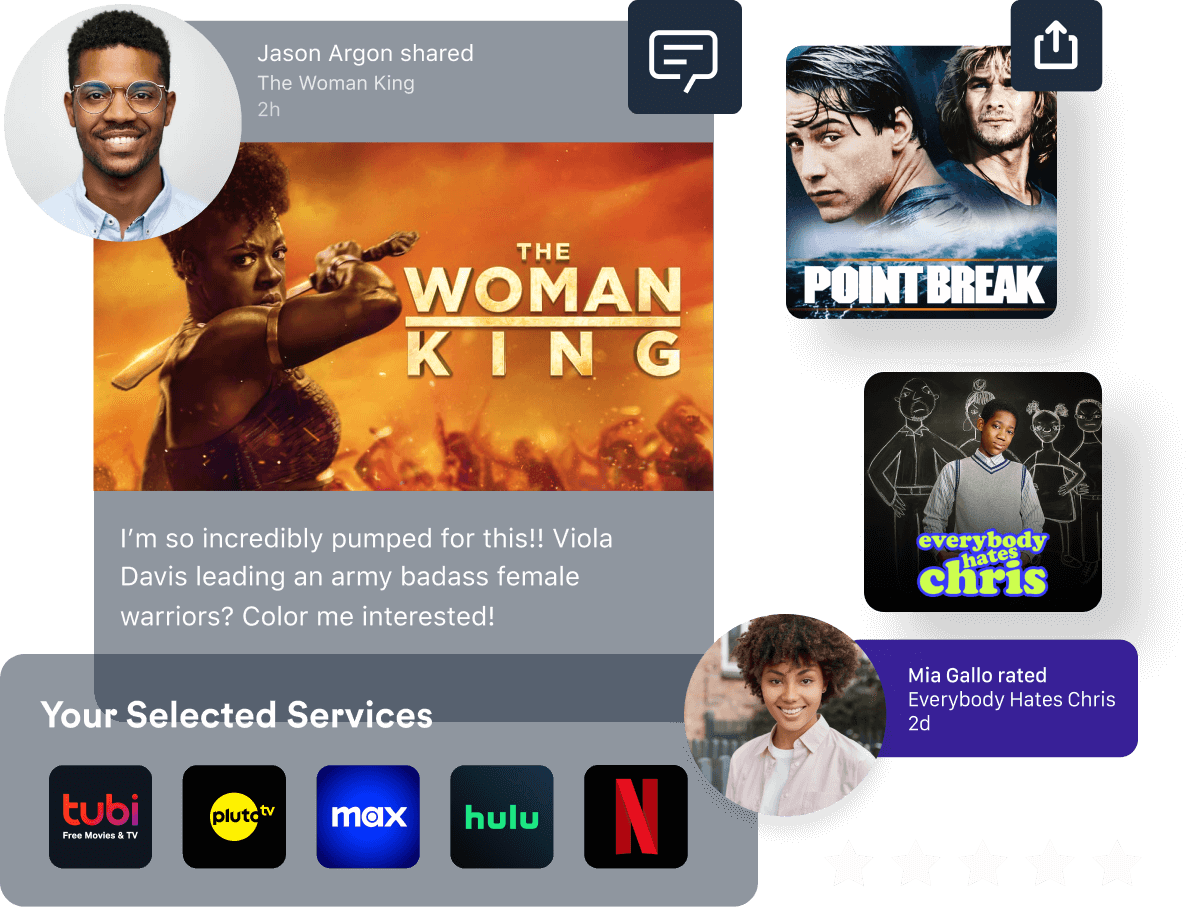 Jason Argon shared
The Woman King
2h
THE
WOMAN
KING
I’m so incredibly pumped for this!! Viola
Davis leading an army badass female
warriors? Color me interested!
POINT BREAK
everybody
hates
chris
Mia Gallo rated
Everybody Hates Chris
2d
Your Selected Services
tubi
Free Movies & TV
pluto tv
max
hulu
N